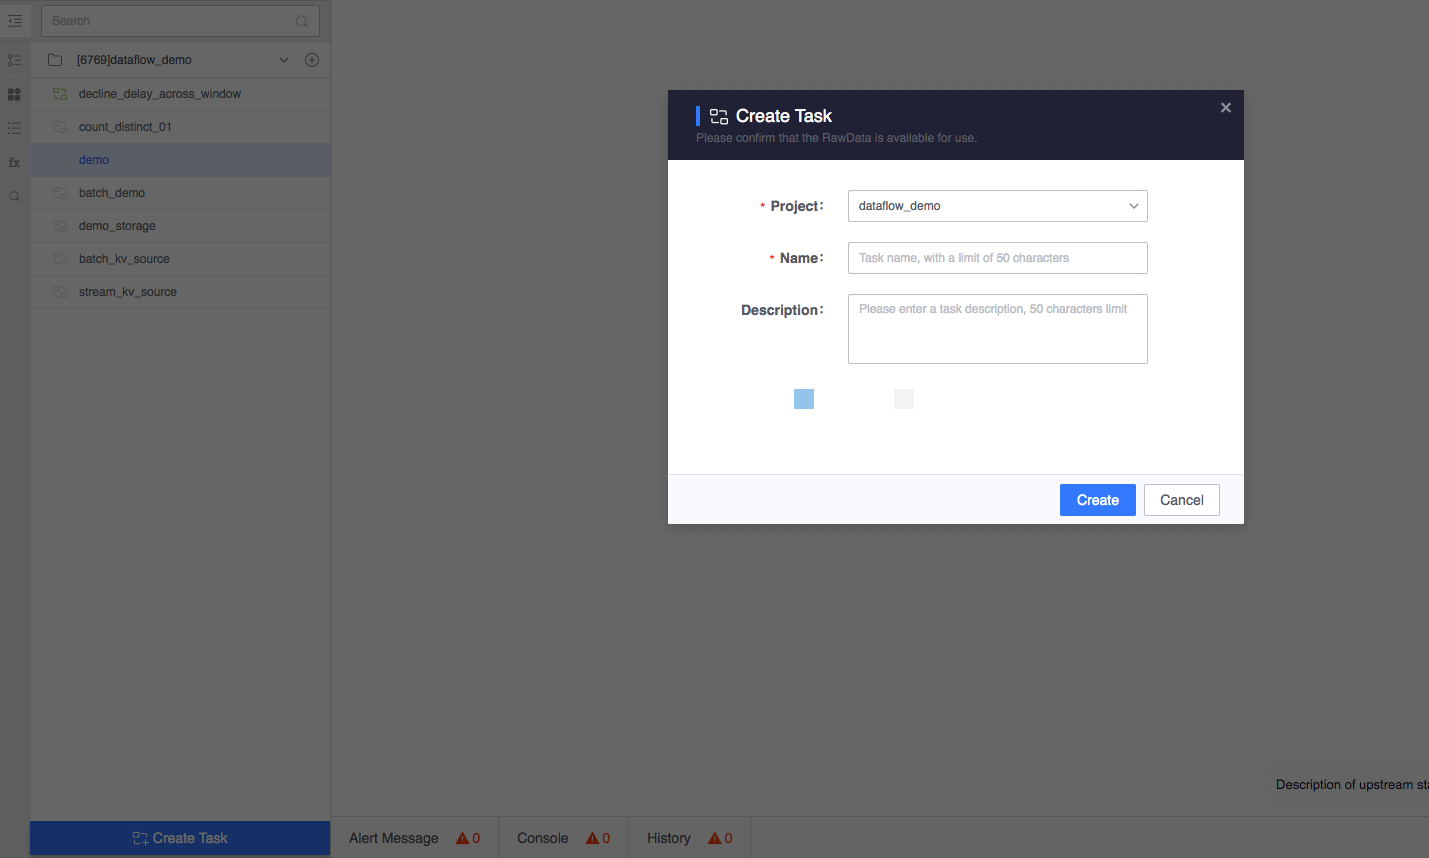 Search
[6769]dataflow_demo
decline_delay_across_window
count_distinct_01
demo
batch_demo
demo_storage
batch_kv_source
stream_kv_source
fx
Create Task
Create Task
Please confirm that the RawData is available for use.
* Project:
dataflow_demo
* Name:
Task name, with a limit of 50 characters
Description:
Please enter a task description, 50 characters limit
Create
Cancel
Description of upstream sta
Alert Message 0
Console 0
History 0